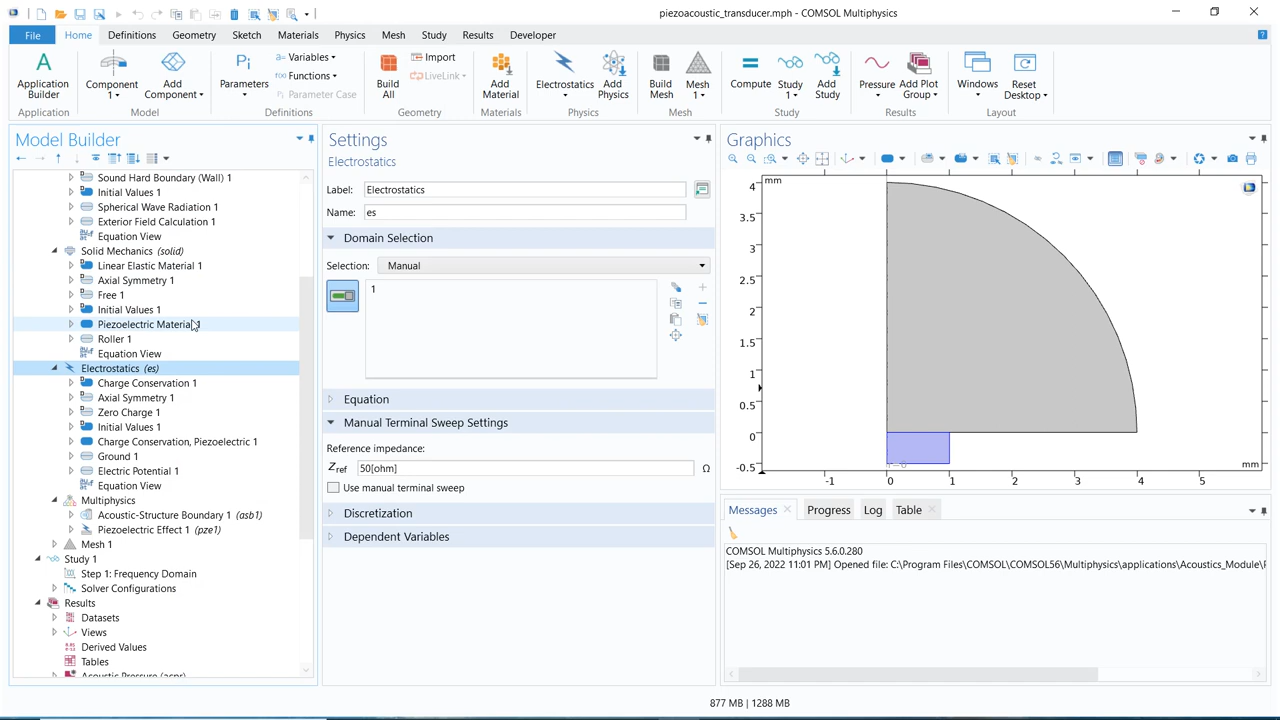 piezoacoustic_transducer.mph - COMSOL Multiphysics
File Home Definitions Geometry Sketch Materials Physics Mesh Study Results Developer
Application Builder
Component 1
Add Component
Pi Parameters
a= Variables
f(x) Functions
Parameter Case
Build All
Import
LiveLink
Add Material
Electrostatics
Add Physics
Build Mesh
Mesh 1
Compute
Study 1
Add Study
Pressure
Add Plot Group
Windows
Reset Desktop
Application Model Definitions Geometry Materials Physics Mesh Study Results Layout
Model Builder
Sound Hard Boundary (Wall) 1
Initial Values 1
Spherical Wave Radiation 1
Exterior Field Calculation 1
Equation View
Solid Mechanics (solid)
Linear Elastic Material 1
Axial Symmetry 1
Free 1
Initial Values 1
Piezoelectric Material 1
Roller 1
Equation View
Electrostatics (es)
Charge Conservation 1
Axial Symmetry 1
Zero Charge 1
Initial Values 1
Charge Conservation, Piezoelectric 1
Ground 1
Electric Potential 1
Equation View
Multiphysics
Acoustic-Structure Boundary 1 (asb1)
Piezoelectric Effect 1 (pze1)
Mesh 1
Study 1
Step 1: Frequency Domain
Solver Configurations
Results
Datasets
Views
Derived Values
Tables
Acoustic Pressure (acpr)
Settings
Electrostatics
Label: Electrostatics
Name: es
Domain Selection
Selection: Manual
1
Equation
Manual Terminal Sweep Settings
Reference impedance:
Zref 50[ohm] Ω
Use manual terminal sweep
Discretization
Dependent Variables
Graphics
mm
4
3.5
3
2.5
2
1.5
1
0.5
0
-0.5
r=0
mm
-1 0 1 2 3 4 5
Messages Progress Log Table
COMSOL Multiphysics 5.6.0.280
[Sep 26, 2022 11:01 PM] Opened file: C:\Program Files\COMSOL\COMSOL56\Multiphysics\applications\Acoustics_Module\
877 MB | 1288 MB